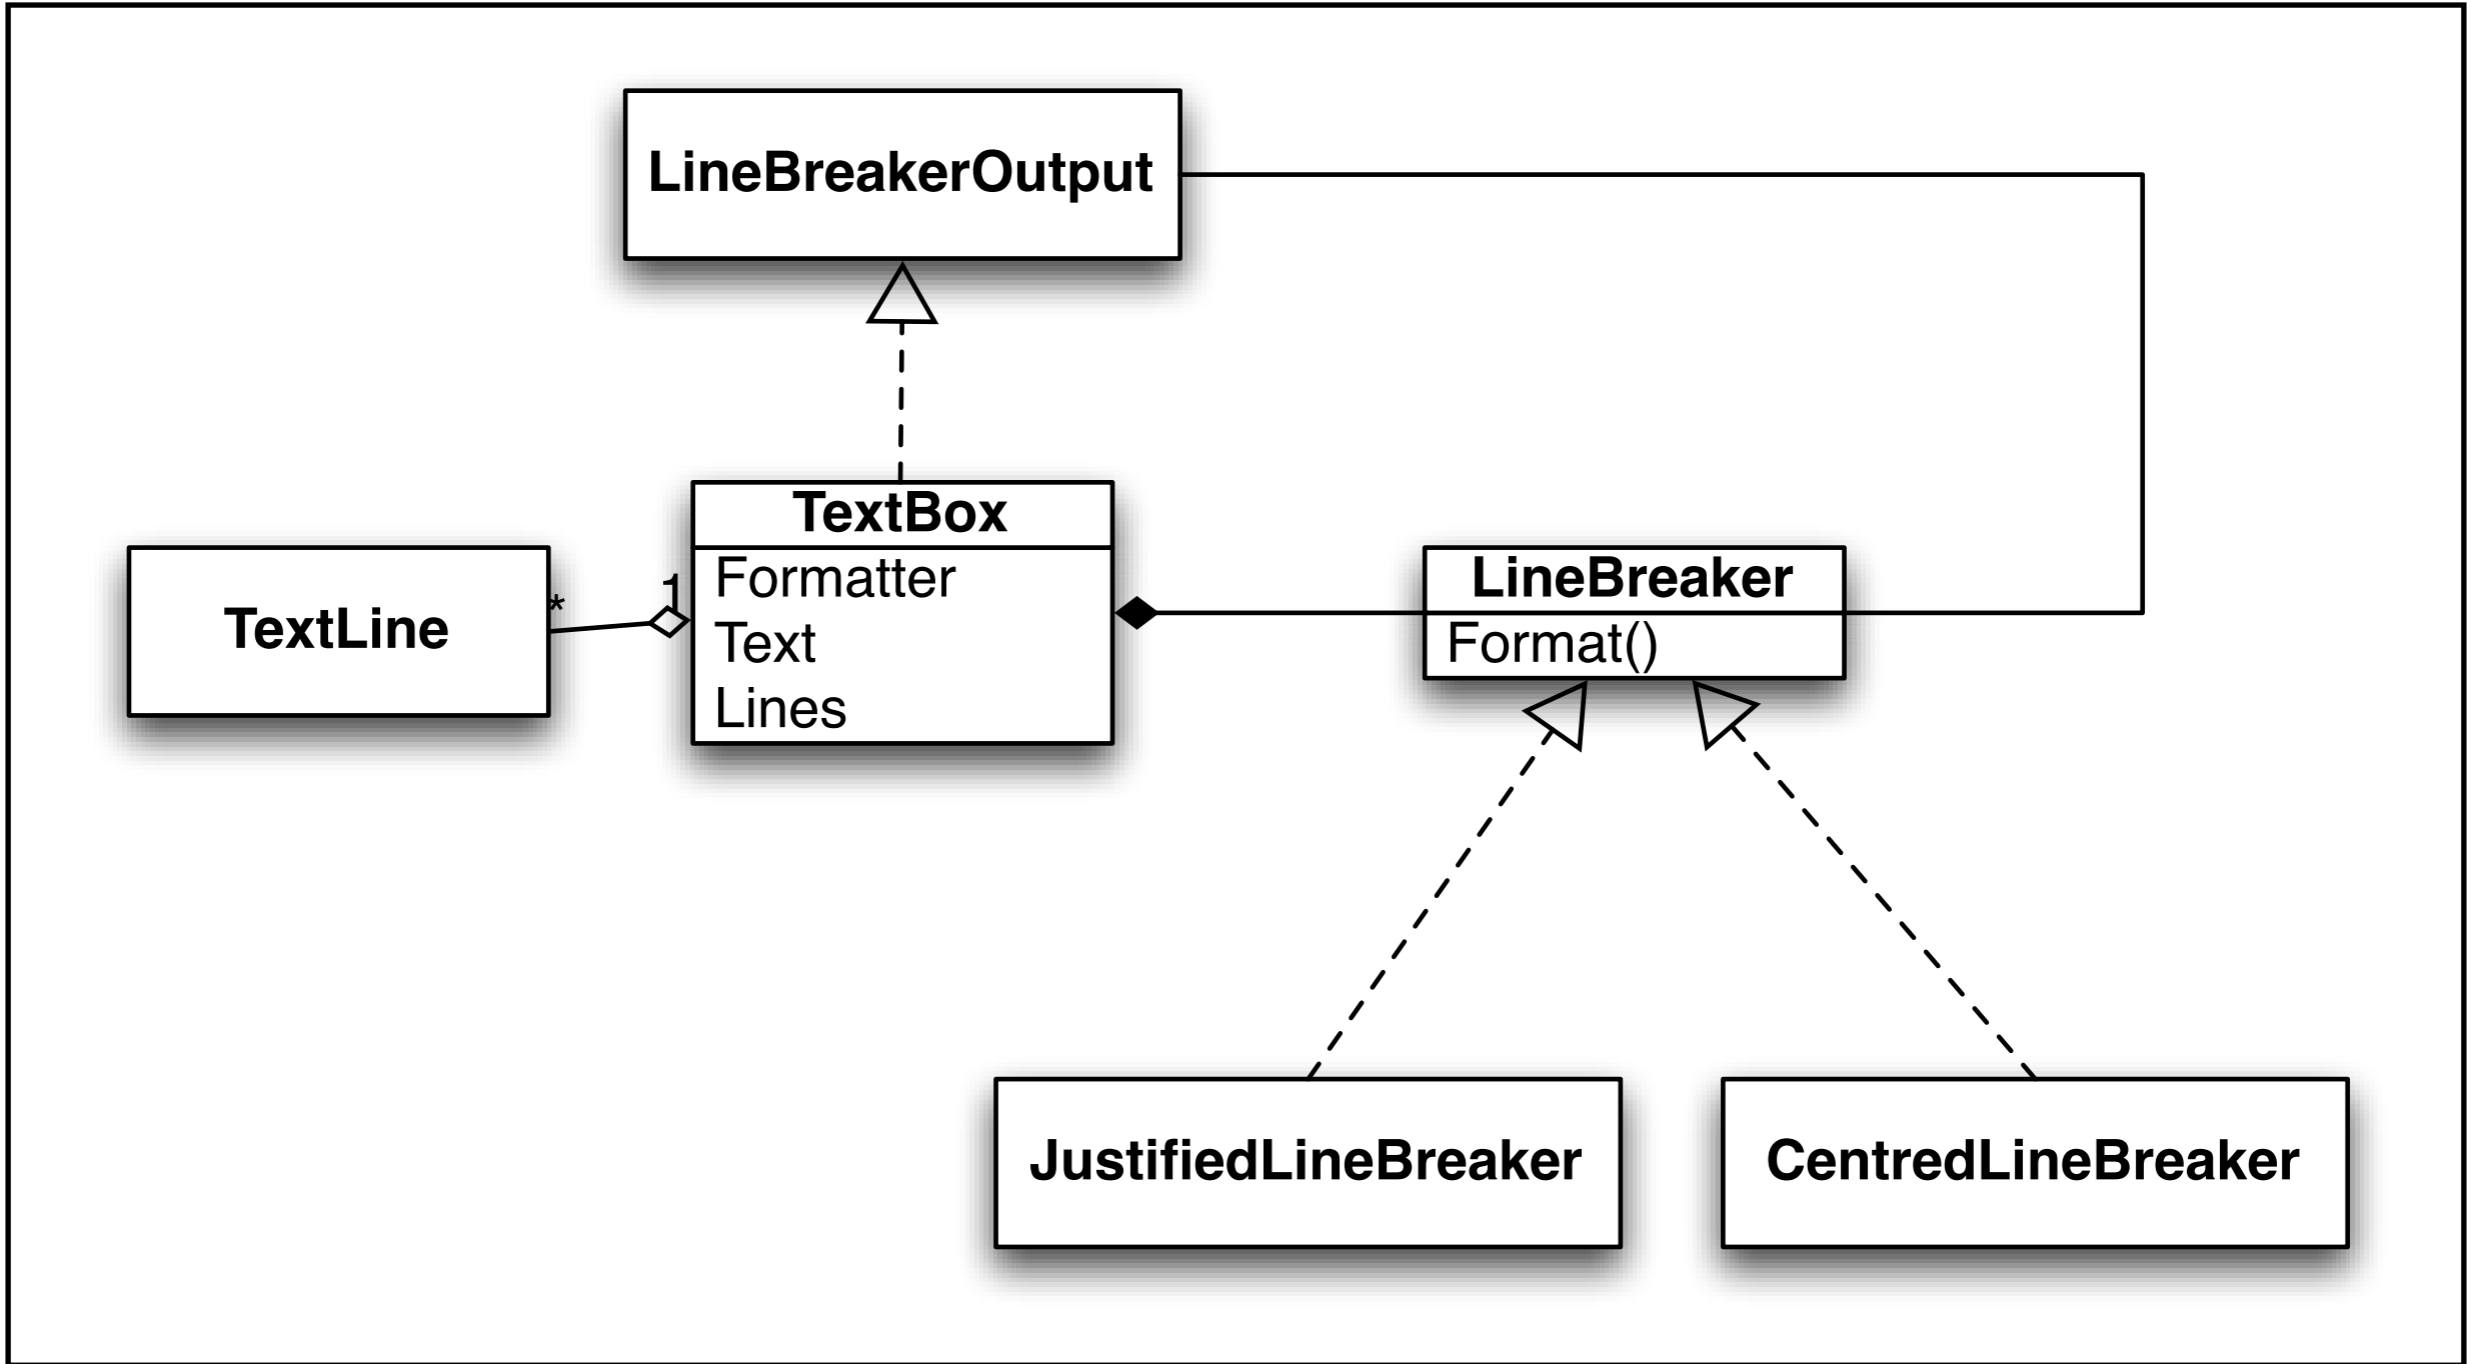 LineBreakerOutput
TextBox
Formatter
Text
Lines
1
*
TextLine
LineBreaker
Format()
JustifiedLineBreaker
CentredLineBreaker